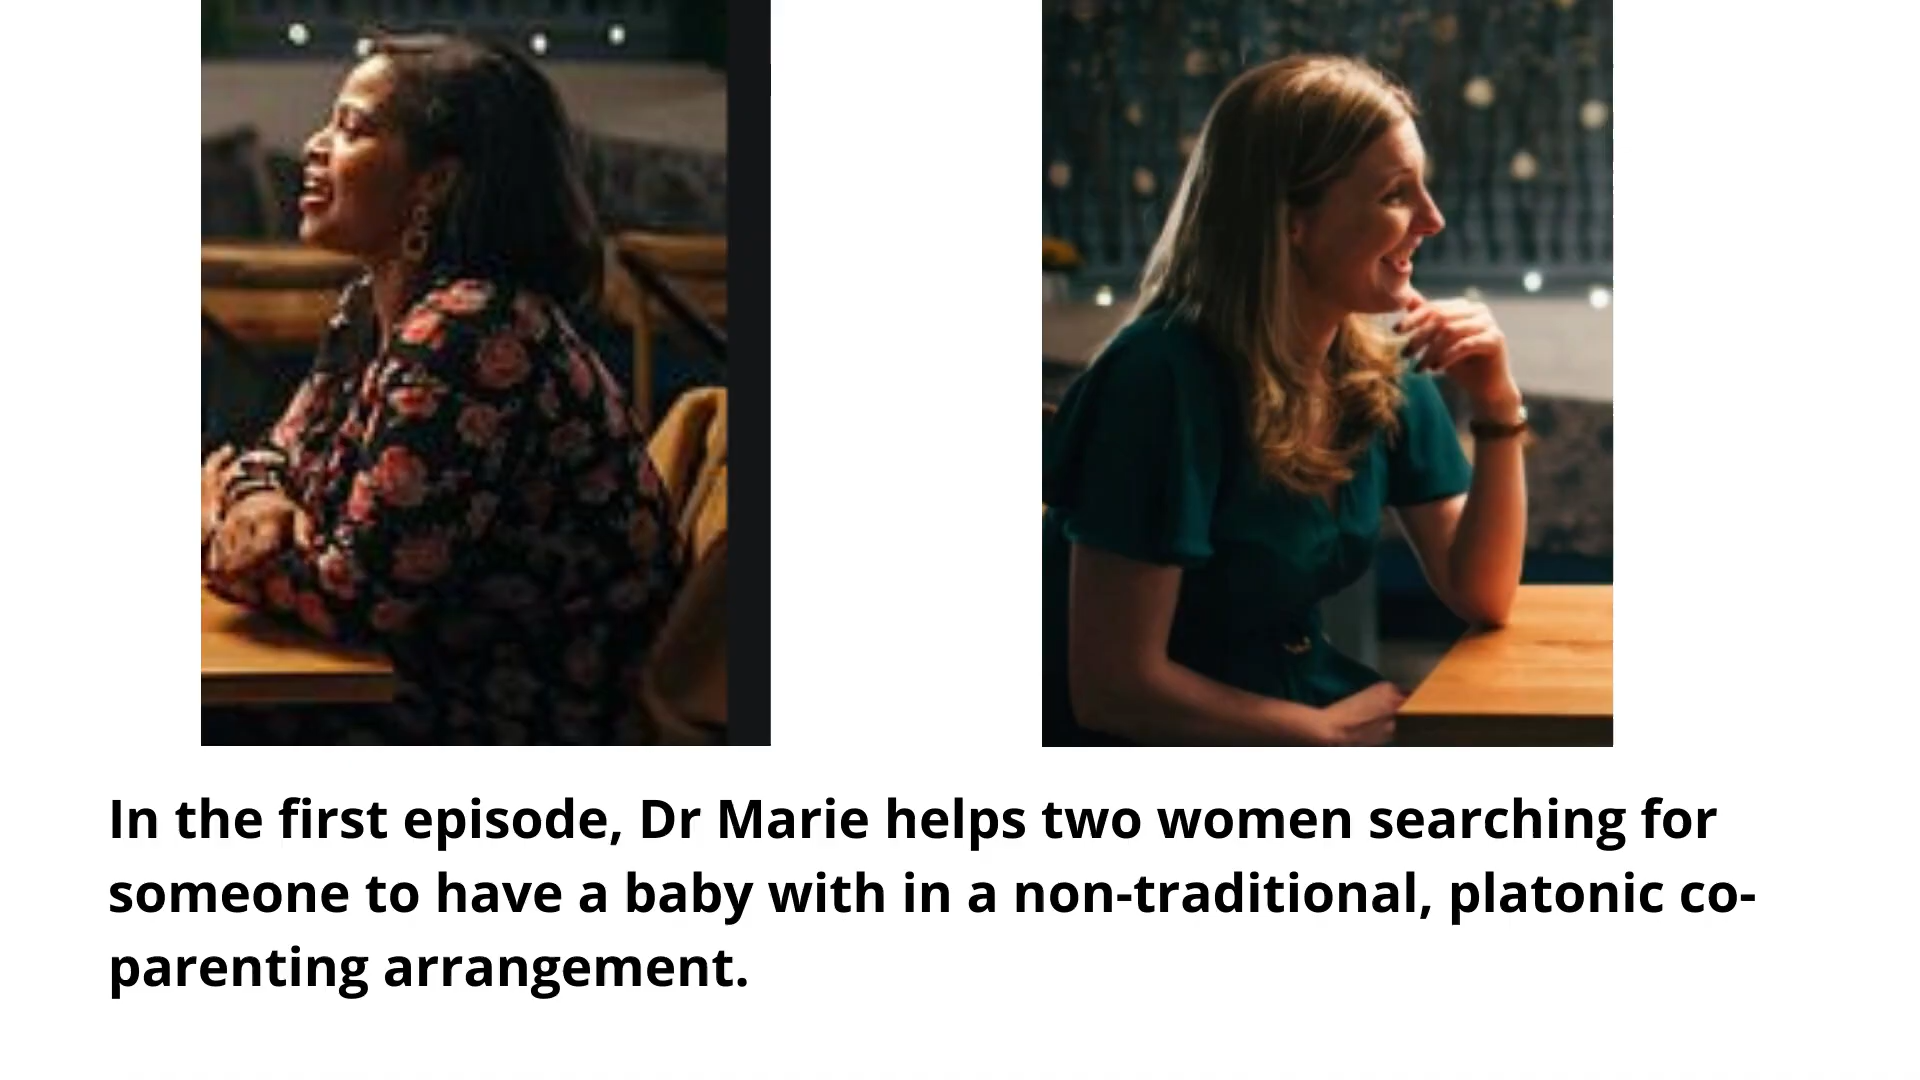 In the first episode, Dr Marie helps two women searching for
someone to have a baby with in a non-traditional, platonic co-
parenting arrangement.